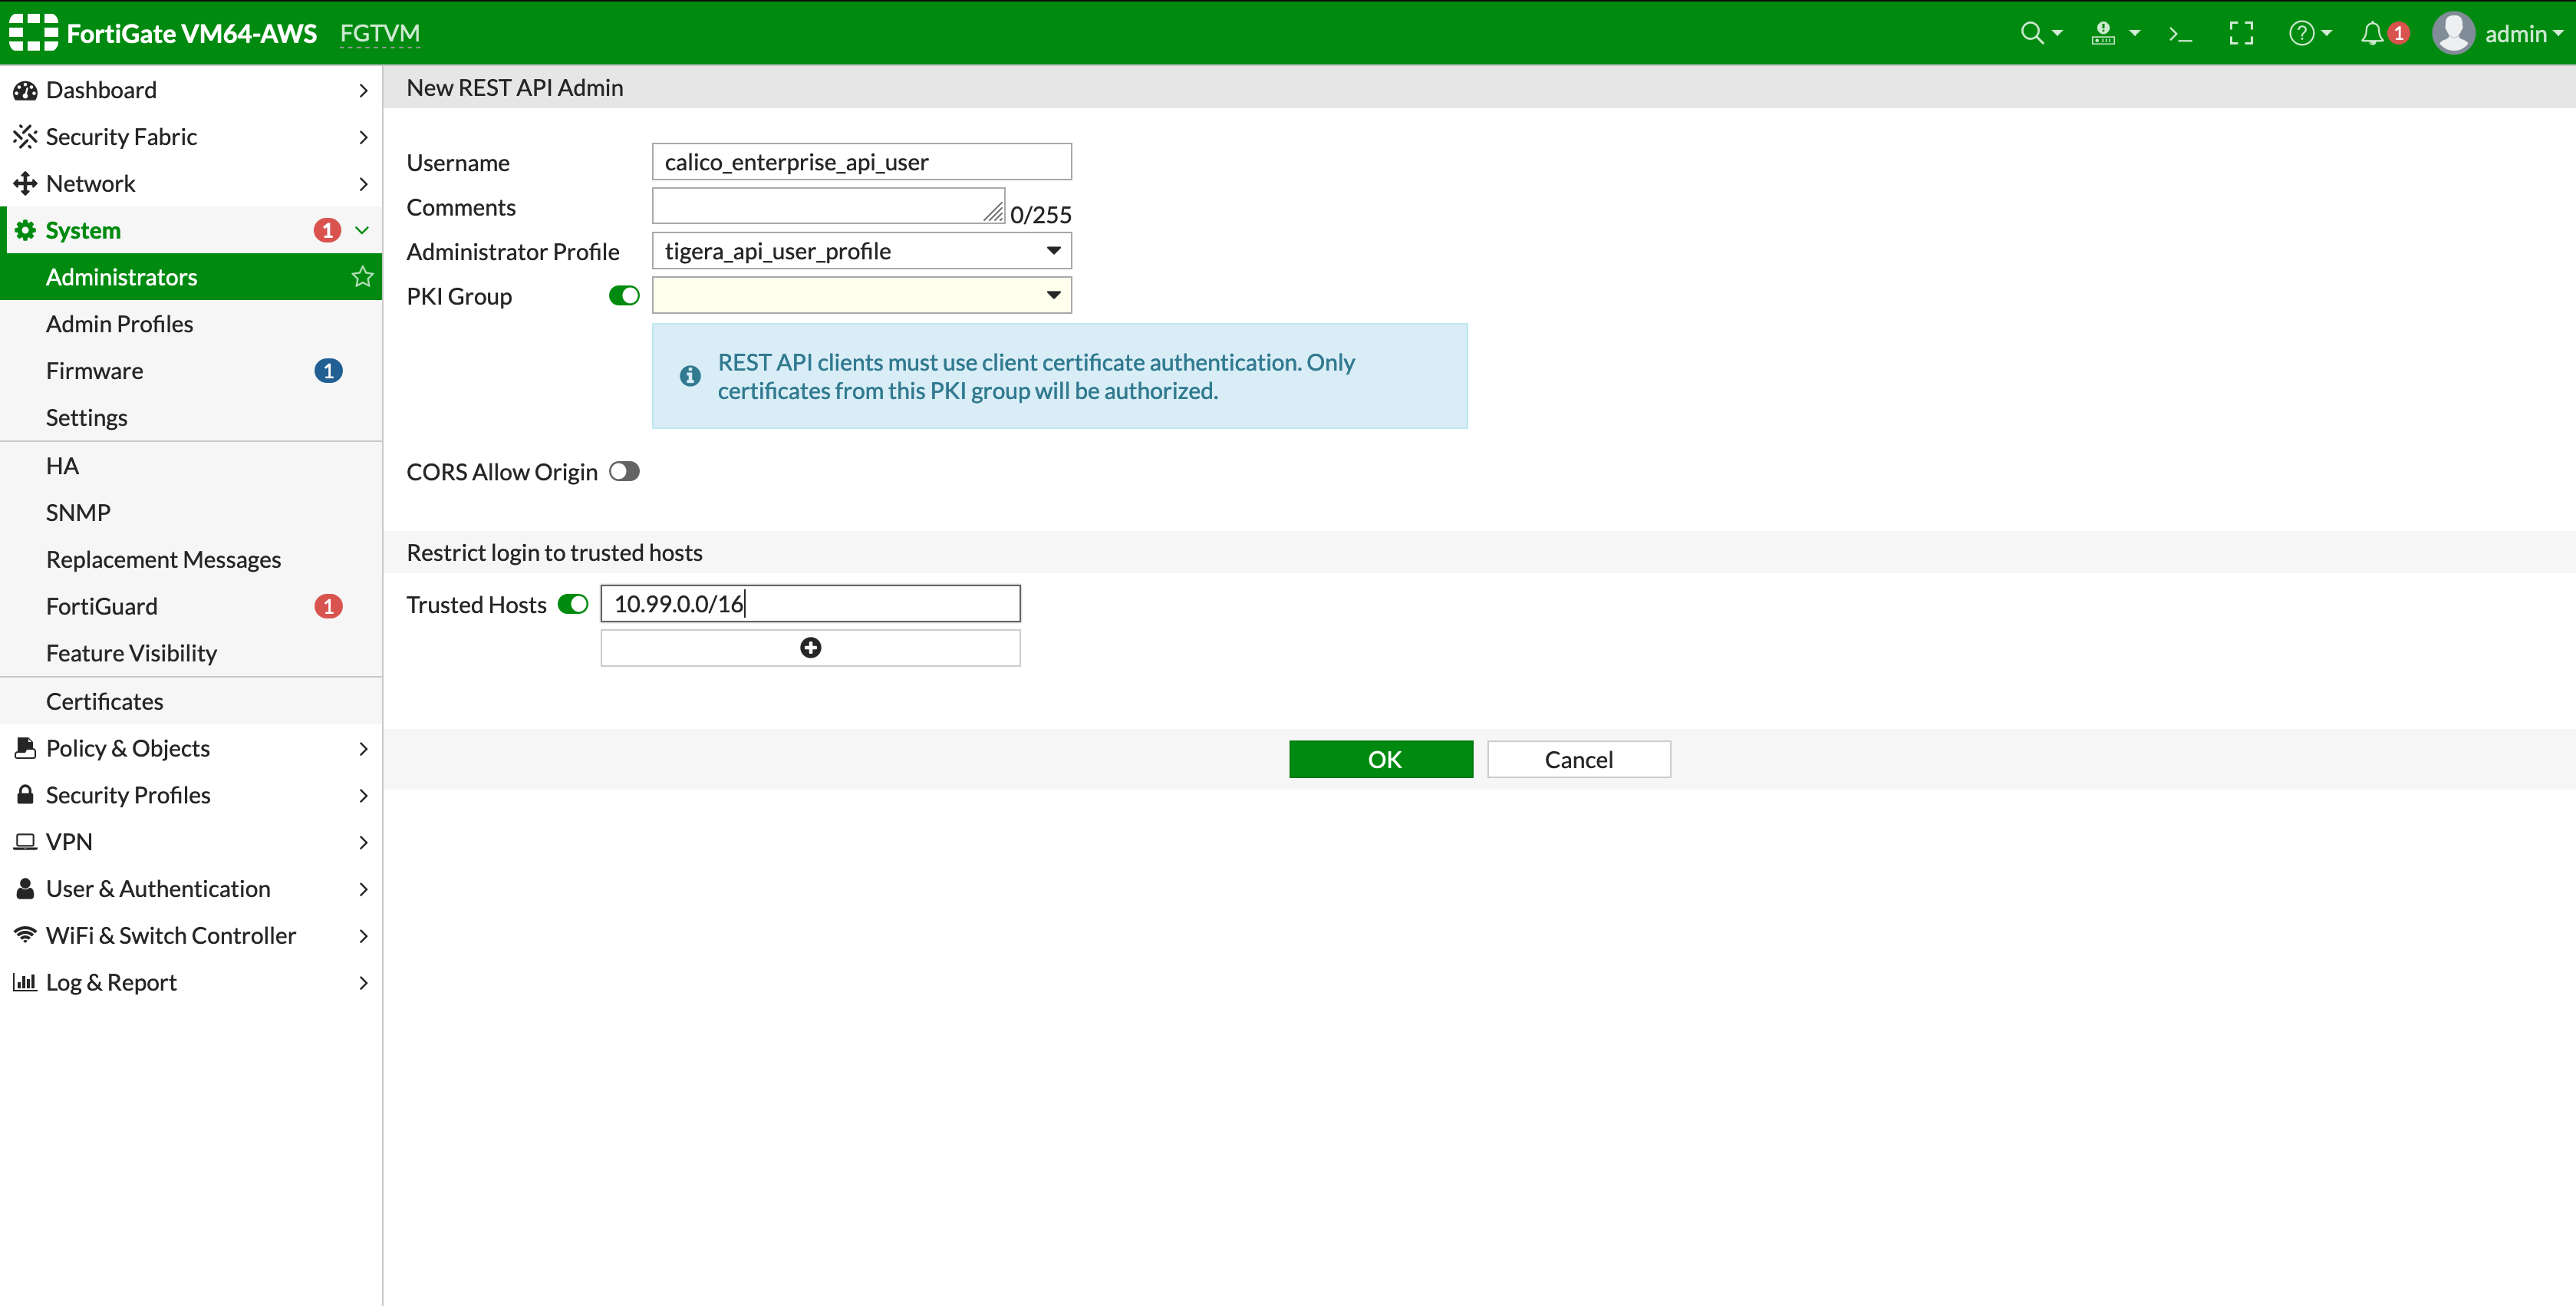 FortiGate VM64-AWS FGTVM
1 admin
Dashboard
Security Fabric
Network
System 1
Administrators
Admin Profiles
Firmware 1
Settings
HA
SNMP
Replacement Messages
FortiGuard 1
Feature Visibility
Certificates
Policy & Objects
Security Profiles
VPN
User & Authentication
WiFi & Switch Controller
Log & Report
New REST API Admin
Username calico_enterprise_api_user
Comments 0/255
Administrator Profile tigera_api_user_profile
PKI Group
REST API clients must use client certificate authentication. Only
certificates from this PKI group will be authorized.
CORS Allow Origin
Restrict login to trusted hosts
Trusted Hosts 10.99.0.0/16
OK Cancel